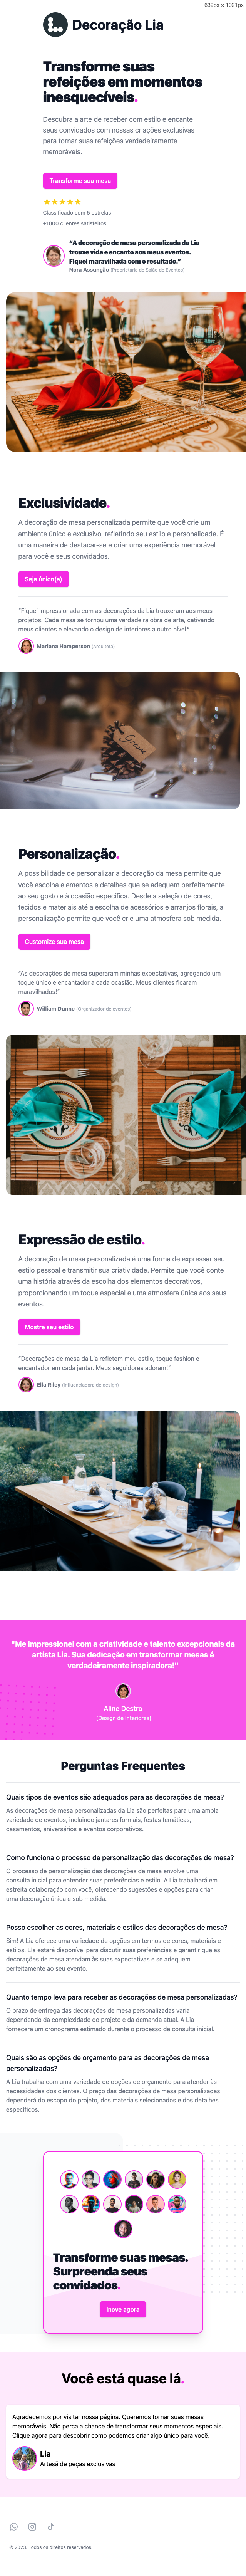 639px × 1021px
Decoração Lia
Transforme suas
refeições em momentos
inesquecíveis.
Descubra a arte de receber com estilo e encante
seus convidados com nossas criações exclusivas
para tornar suas refeições verdadeiramente
memoráveis.
Transforme sua mesa
Classificado com 5 estrelas
+1000 clientes satisfeitos
"A decoração de mesa personalizada da Lia
trouxe vida e encanto aos meus eventos.
Fiquei maravilhada com o resultado."
Nora Assunção (Proprietária de Salão de Eventos)
Exclusividade.
A decoração de mesa personalizada permite que você crie um
ambiente único e exclusivo, refletindo seu estilo e personalidade. É
uma maneira de destacar-se e criar uma experiência memorável
para você e seus convidados.
Seja único(a)
"Fiquei impressionada com as decorações da Lia trouxeram aos meus
projetos. Cada mesa se tornou uma verdadeira obra de arte, cativando
meus clientes e elevando o design de interiores a outro nível."
Mariana Hamperson (Arquiteta)
Personalização.
A possibilidade de personalizar a decoração da mesa permite que
você escolha elementos e detalhes que se adequem perfeitamente
ao seu gosto e à ocasião específica. Desde a seleção de cores,
tecidos e materiais até a escolha de acessórios e arranjos florais, a
personalização permite que você crie uma atmosfera sob medida.
Customize sua mesa
"As decorações de mesa superaram minhas expectativas, agregando um
toque único e encantador a cada ocasião. Meus clientes ficaram
maravilhados!"
William Dunne (Organizador de eventos)
Expressão de estilo.
A decoração de mesa personalizada é uma forma de expressar seu
estilo pessoal e transmitir sua criatividade. Permite que você conte
uma história através da escolha dos elementos decorativos,
proporcionando um toque especial e uma atmosfera única aos seus
eventos.
Mostre seu estilo
"Decorações de mesa da Lia refletem meu estilo, toque fashion e
encantador em cada jantar. Meus seguidores adoram!"
Ella Riley (Influenciadora de design)
"Me impressionei com a criatividade e talento excepcionais da
artista Lia. Sua dedicação em transformar mesas é
verdadeiramente inspiradora!"
Aline Destro
(Design de Interiores)
Perguntas Frequentes
Quais tipos de eventos são adequados para as decorações de mesa?
As decorações de mesa personalizadas da Lia são perfeitas para uma ampla
variedade de eventos, incluindo jantares formais, festas temáticas,
casamentos, aniversários e eventos corporativos.
Como funciona o processo de personalização das decorações de mesa?
O processo de personalização das decorações de mesa envolve uma
consulta inicial para entender suas preferências e estilo. A Lia trabalhará em
estreita colaboração com você, oferecendo sugestões e opções para criar
uma decoração única e sob medida.
Posso escolher as cores, materiais e estilos das decorações de mesa?
Sim! A Lia oferece uma variedade de opções em termos de cores, materiais e
estilos. Ela estará disponível para discutir suas preferências e garantir que as
decorações de mesa atendam às suas expectativas e se adequem
perfeitamente ao seu evento.
Quanto tempo leva para receber as decorações de mesa personalizadas?
O prazo de entrega das decorações de mesa personalizadas varia
dependendo da complexidade do projeto e da demanda atual. A Lia
fornecerá um cronograma estimado durante o processo de consulta inicial.
Quais são as opções de orçamento para as decorações de mesa
personalizadas?
A Lia trabalha com uma variedade de opções de orçamento para atender às
necessidades dos clientes. O preço das decorações de mesa personalizadas
dependerá do escopo do projeto, dos materiais selecionados e dos detalhes
específicos.
Transforme suas mesas.
Surpreenda seus
convidados.
Inove agora
Você está quase lá.
Agradecemos por visitar nossa página. Queremos tornar suas mesas
memoráveis. Não perca a chance de transformar seus momentos especiais.
Clique agora para descobrir como podemos criar algo único para você.
Lia
Artesã de peças exclusivas
© 2023. Todos os direitos reservados.